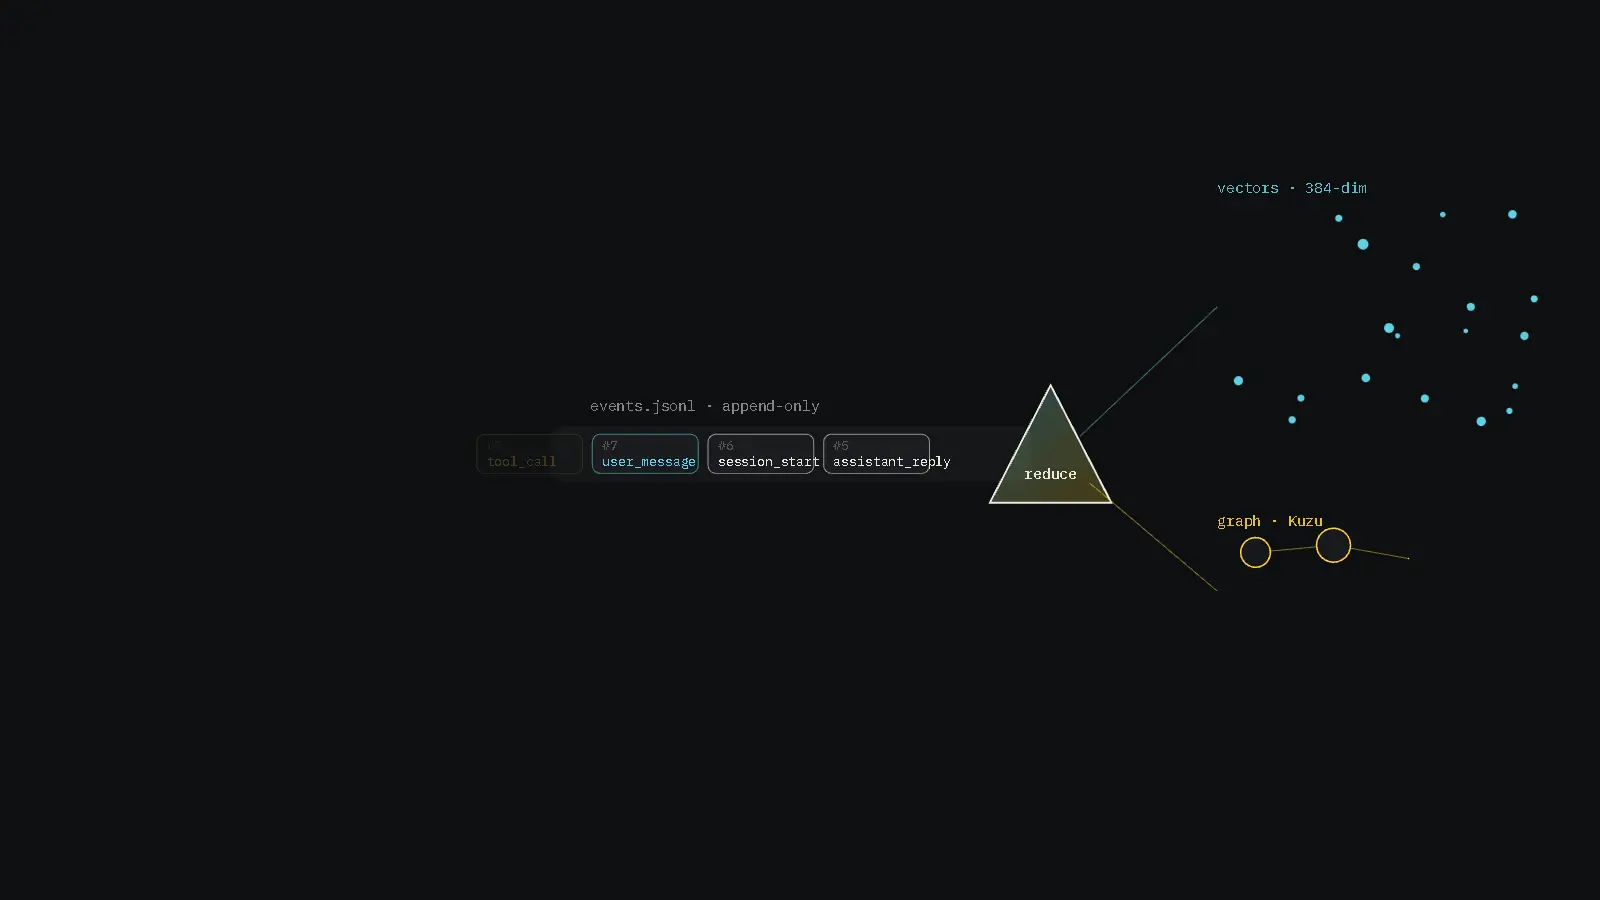 vectors · 384-dim
events.jsonl · append-only
tool_call
#7
user_message
#6
session_start
#5
assistant_reply
reduce
graph · Kuzu